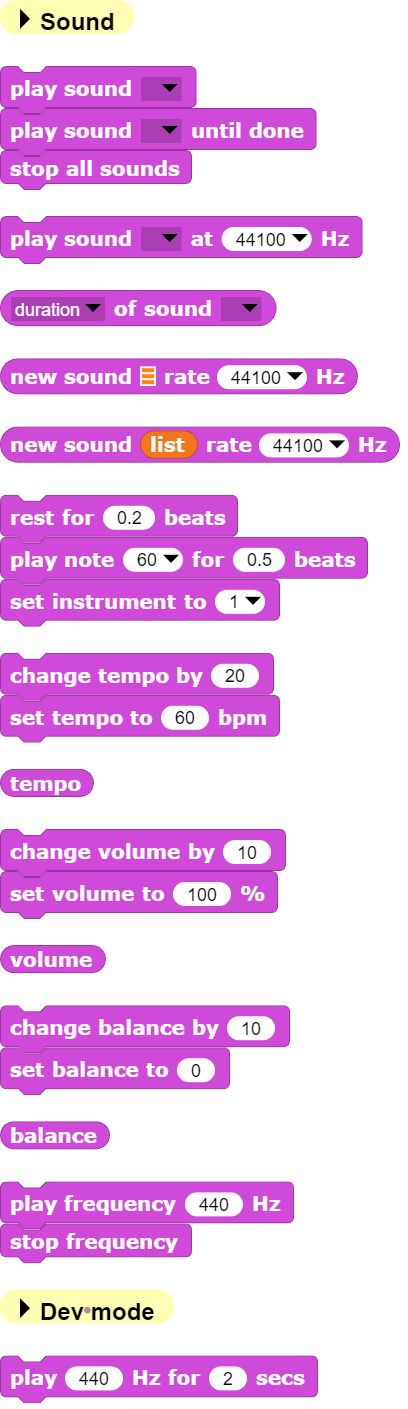 Sound
play sound
play sound until done
stop all sounds
play sound at 44100 Hz
duration of sound
new sound rate 44100 Hz
new sound list rate 44100 Hz
rest for 0.2 beats
play note 60 for 0.5 beats
set instrument to 1
change tempo by 20
set tempo to 60 bpm
tempo
change volume by 10
set volume to 100 %
volume
change balance by 10
set balance to 0
balance
play frequency 440 Hz
stop frequency
Dev•mode
play 440 Hz for 2 secs